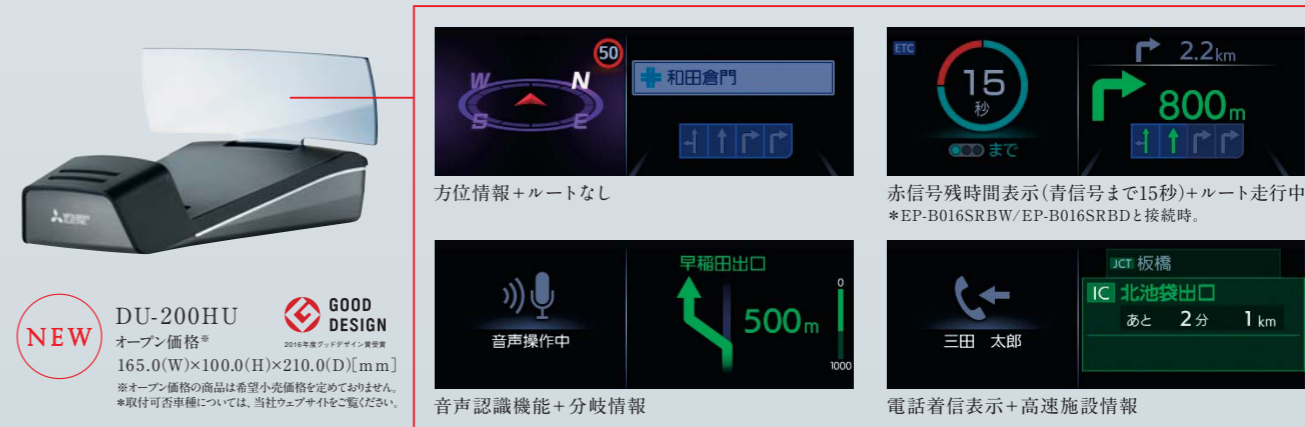 MITSUBISHI
ELECTRIC
NEW
DU-200HU
オープン価格※
165.0(W)×100.0(H)×210.0(D)[mm]
※オープン価格の商品は希望小売価格を定めておりません。
*取付可否車種については、当社ウェブサイトをご覧ください。
GOOD
DESIGN
2016年度グッドデザイン賞受賞
W
N
S
E
50
和田倉門
方位情報+ルートなし
ETC
15
秒
まで
2.2km
800m
赤信号残時間表示(青信号まで15秒)+ルート走行中
*EP-B016SRBW/EP-B016SRBDと接続時。
音声操作中
早稲田出口
500m
0
1000
音声認識機能+分岐情報
三田 太郎
JCT 板橋
IC 北池袋出口
あと 2分 1km
電話着信表示+高速施設情報